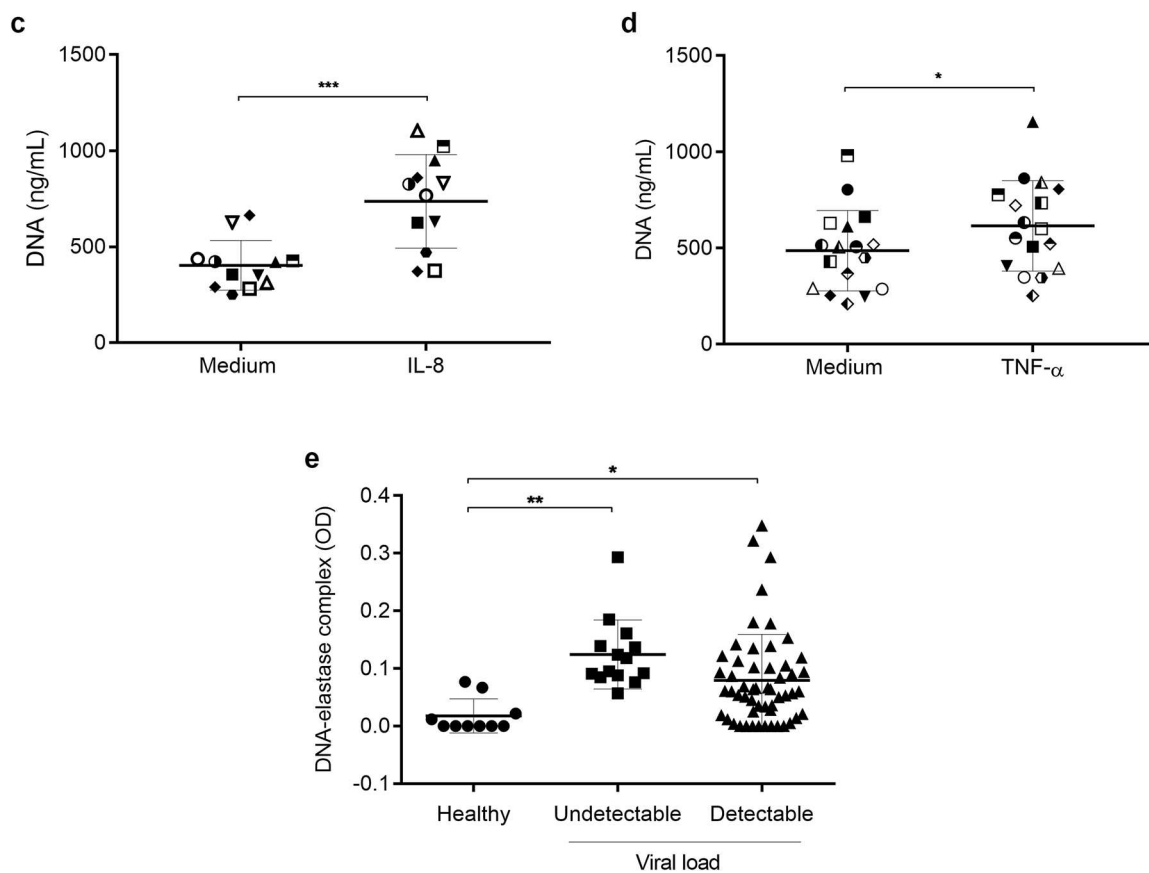 c
DNA (ng/mL)
1500
1000
500
0
***
Medium
IL-8
d
DNA (ng/mL)
1500
1000
500
0
*
Medium
TNF-α
e
DNA-elastase complex (OD)
0.4
0.3
0.2
0.1
0.0
-0.1
*
**
Healthy
Undetectable
Detectable
Viral load